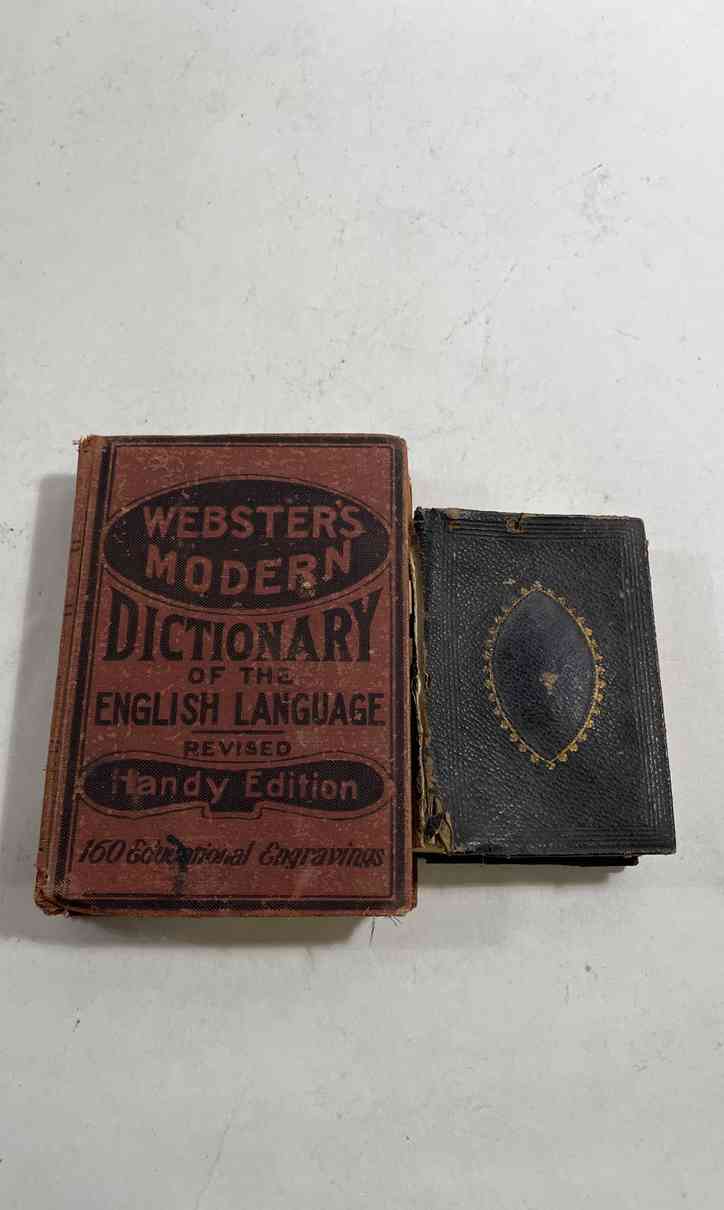 WEBSTER'S
MODERN
DICTIONARY
OF THE
ENGLISH LANGUAGE
REVISED
Handy Edition
160 Educational Engravings